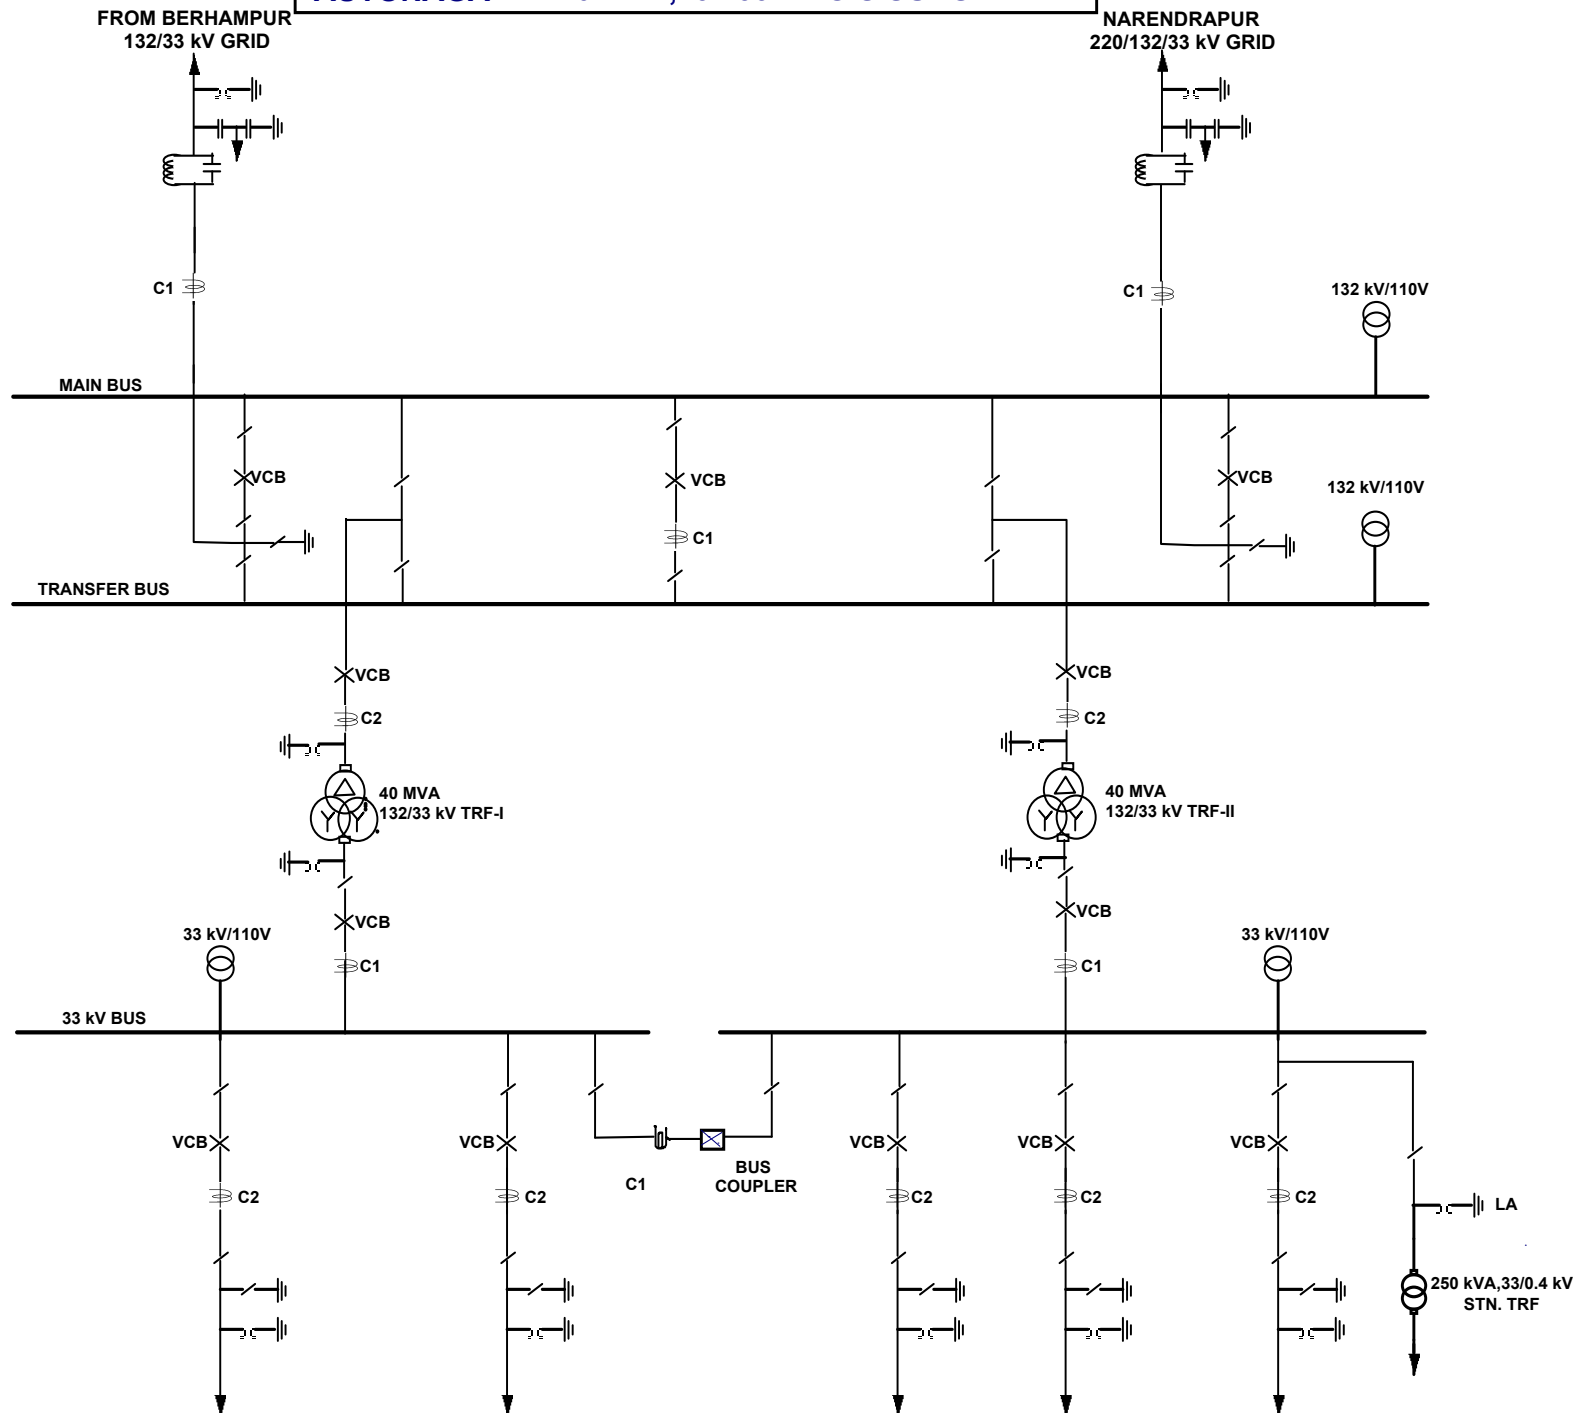 FROM BERHAMPUR
132/33 kV GRID
NARENDRAPUR
220/132/33 kV GRID
C1
C1
132 kV/110V
MAIN BUS
VCB
VCB
VCB
132 kV/110V
C1
TRANSFER BUS
VCB
VCB
C2
C2
40 MVA
132/33 kV TRF-I
40 MVA
132/33 kV TRF-II
VCB
VCB
33 kV/110V
33 kV/110V
C1
C1
33 kV BUS
VCB
VCB
VCB
VCB
VCB
BUS
COUPLER
C1
C2
C2
C2
C2
C2
LA
250 kVA,33/0.4 kV
STN. TRF